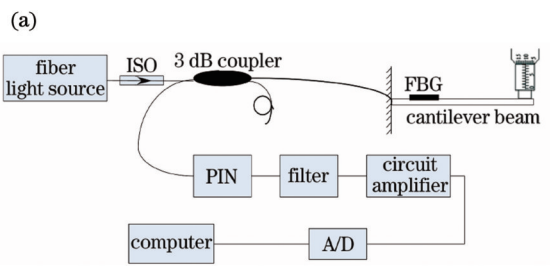 (a)
fiber
light source
ISO
3 dB coupler
FBG
cantilever beam
PIN
filter
circuit
amplifier
computer
A/D